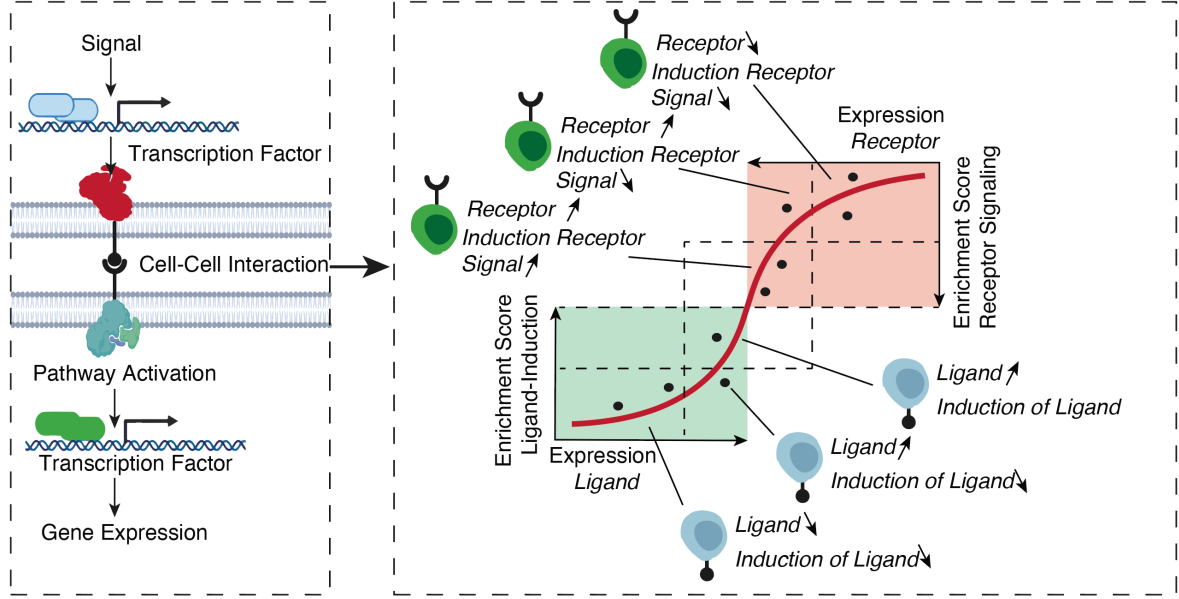 Signal
Transcription Factor
Cell-Cell Interaction
Pathway Activation
Transcription Factor
Gene Expression
Receptor
Induction Receptor
Signal
Receptor
Induction Receptor
Signal
Receptor
Induction Receptor
Signal
Expression
Receptor
Enrichment Score
Receptor Signaling
Enrichment Score
Ligand-Induction
Expression
Ligand
Ligand
Induction of Ligand
Ligand
Induction of Ligand
Ligand
Induction of Ligand